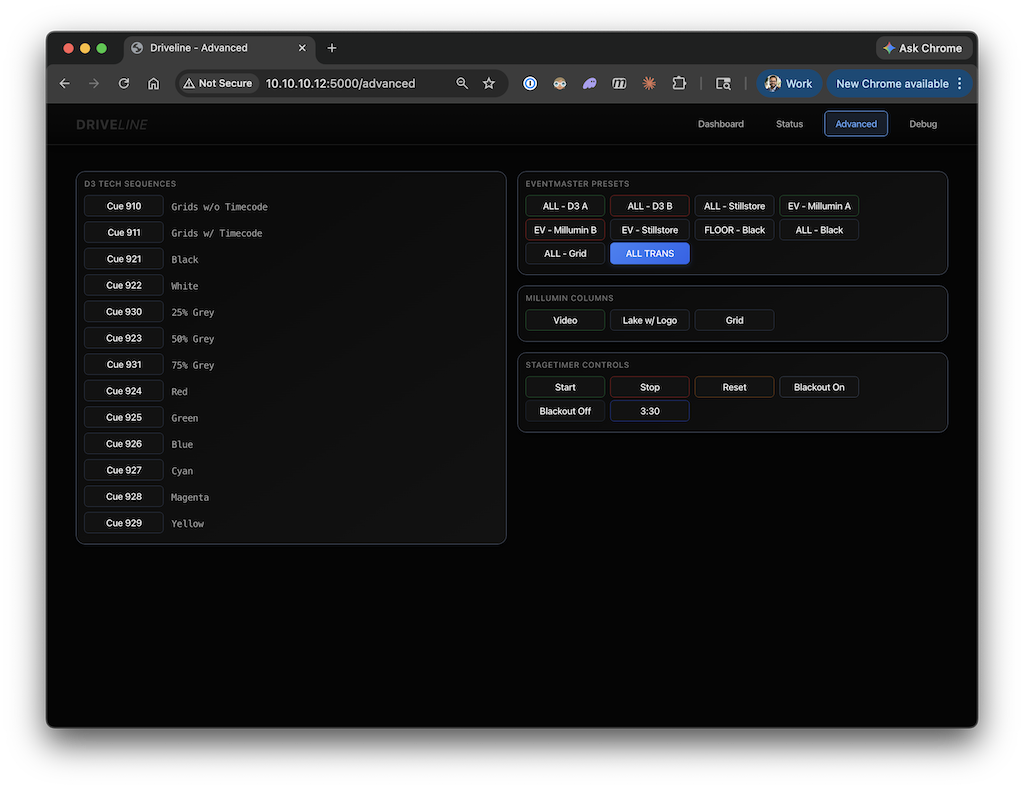 Driveline - Advanced
Ask Chrome
Not Secure
10.10.10.12:5000/advanced
Work
New Chrome available
DRIVELINE
Dashboard
Status
Advanced
Debug
D3 TECH SEQUENCES
Cue 910 Grids w/o Timecode
Cue 911 Grids w/ Timecode
Cue 921 Black
Cue 922 White
Cue 930 25% Grey
Cue 923 50% Grey
Cue 931 75% Grey
Cue 924 Red
Cue 925 Green
Cue 926 Blue
Cue 927 Cyan
Cue 928 Magenta
Cue 929 Yellow
EVENTMASTER PRESETS
ALL - D3 A
ALL - D3 B
ALL - Stillstore
EV - Millumin A
EV - Millumin B
EV - Stillstore
FLOOR - Black
ALL - Black
ALL - Grid
ALL TRANS
MILLUMIN COLUMNS
Video
Lake w/ Logo
Grid
STAGETIMER CONTROLS
Start
Stop
Reset
Blackout On
Blackout Off
3:30